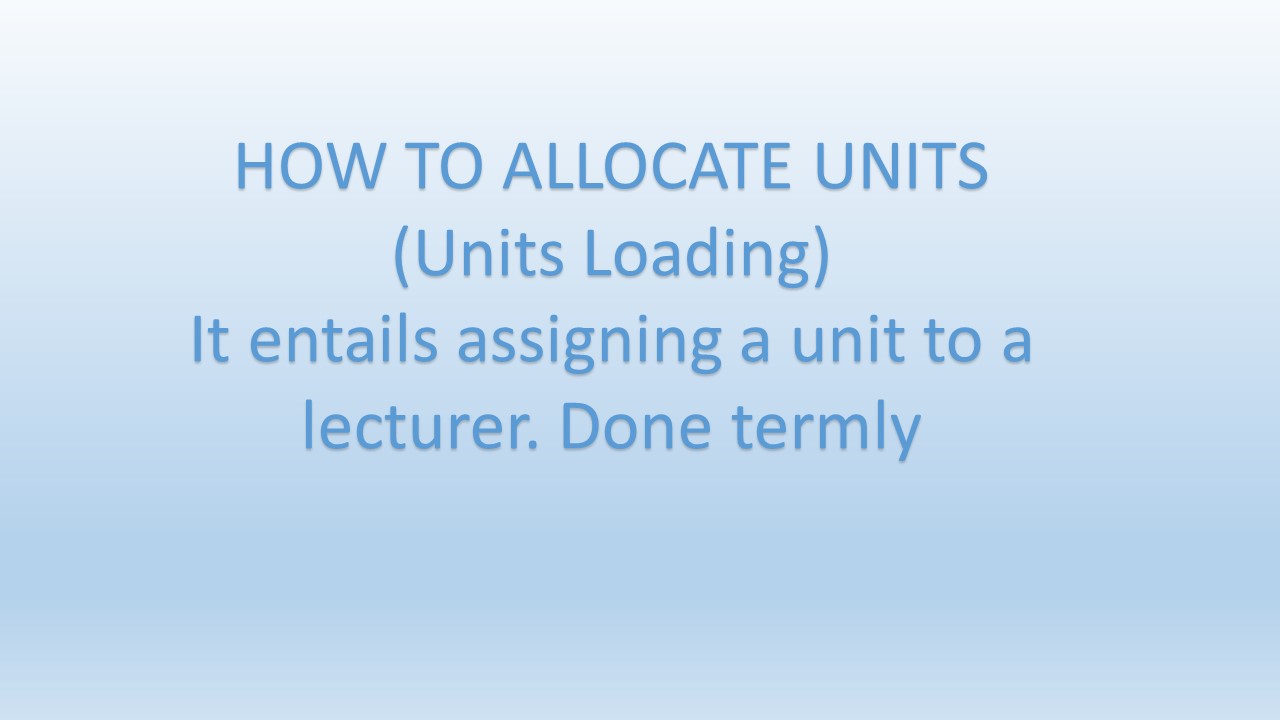 HOW TO ALLOCATE UNITS
(Units Loading)
It entails assigning a unit to a
lecturer. Done termly